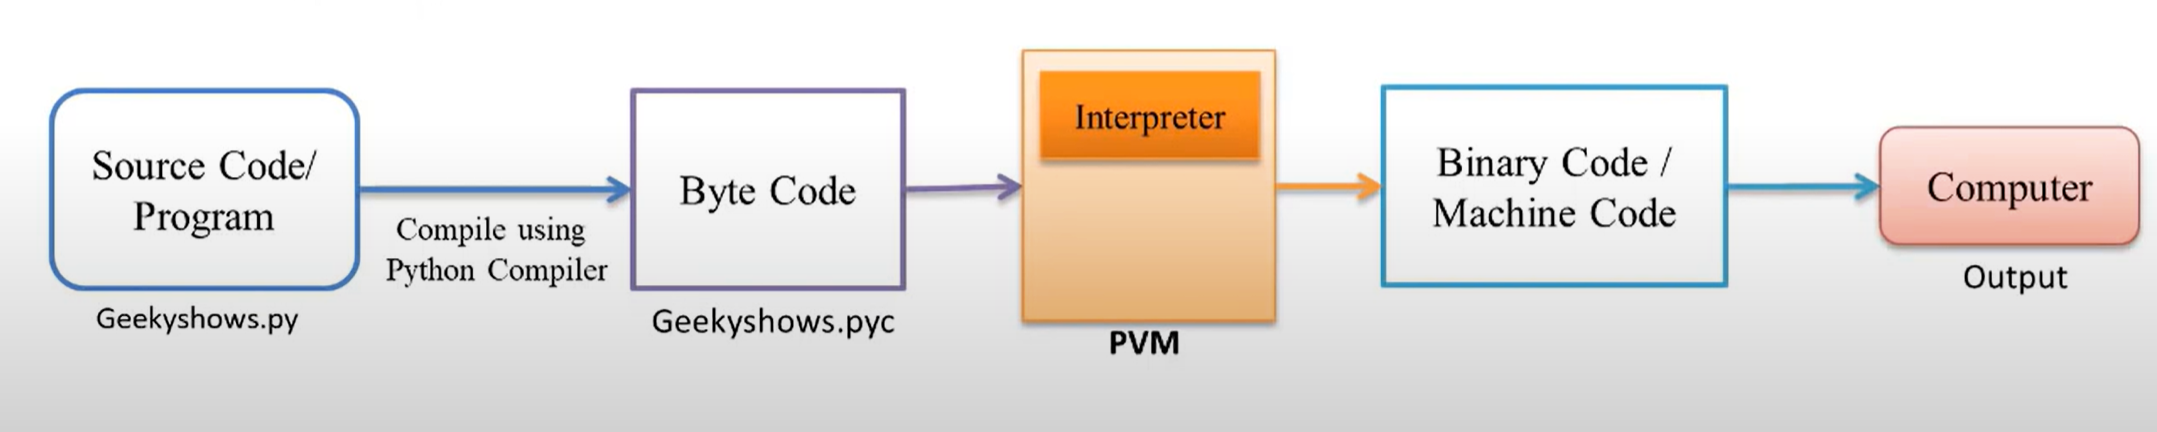 Source Code/
Program
Geekyshows.py
Compile using
Python Compiler
Byte Code
Geekyshows.pyc
Interpreter
PVM
Binary Code /
Machine Code
Computer
Output